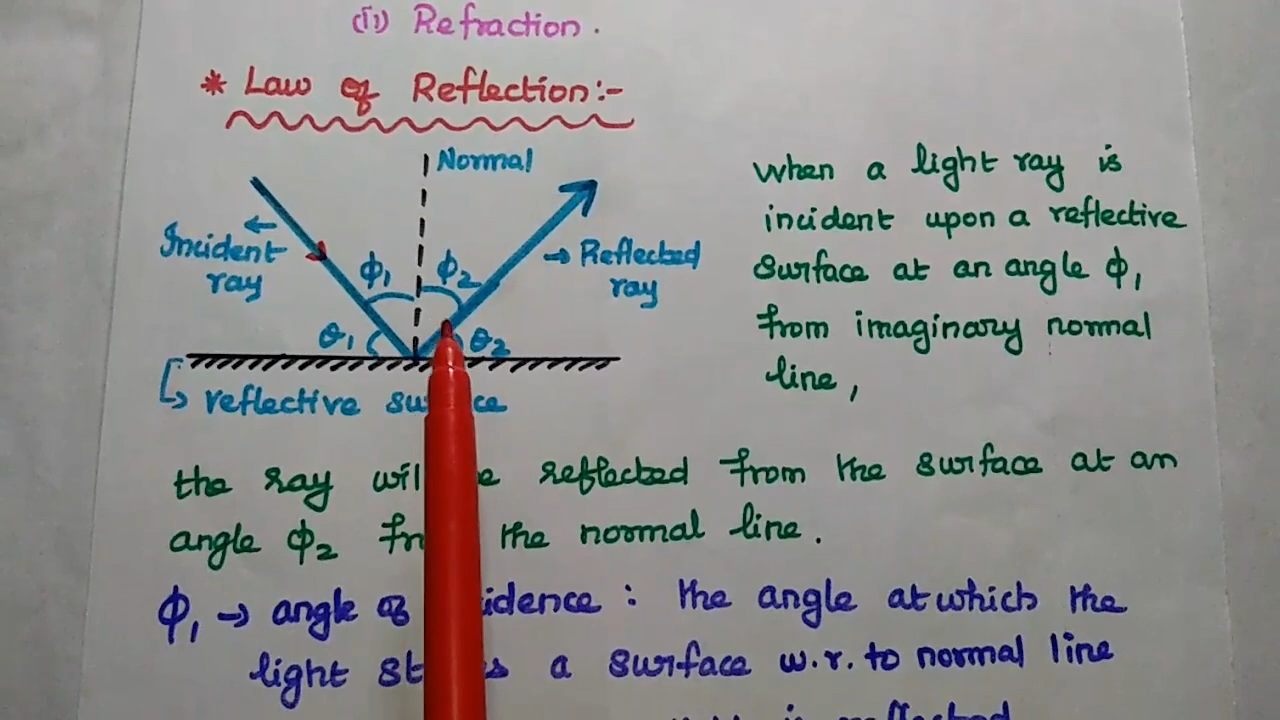 (ii) Refraction.
* Law of Reflection:-
Normal
Incident
ray
ϕ1
ϕ2
Reflected
ray
θ1
θ2
reflective
When a light ray is
incident upon a reflective
surface at an angle ϕ1
from imaginary normal
line,
the ray reflected from the surface at an
angle ϕ2 the normal line.
ϕ1 → angle of : the angle at which the
light a surface w.r. to normal line
is reflected